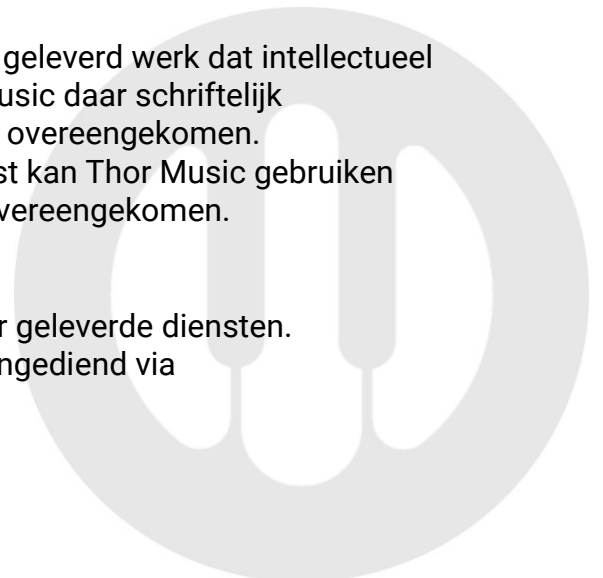 geleverd werk dat intellectueel
usic daar schriftelijk
overeengekomen.
st kan Thor Music gebruiken
vereengekomen.
r geleverde diensten.
ngediend via